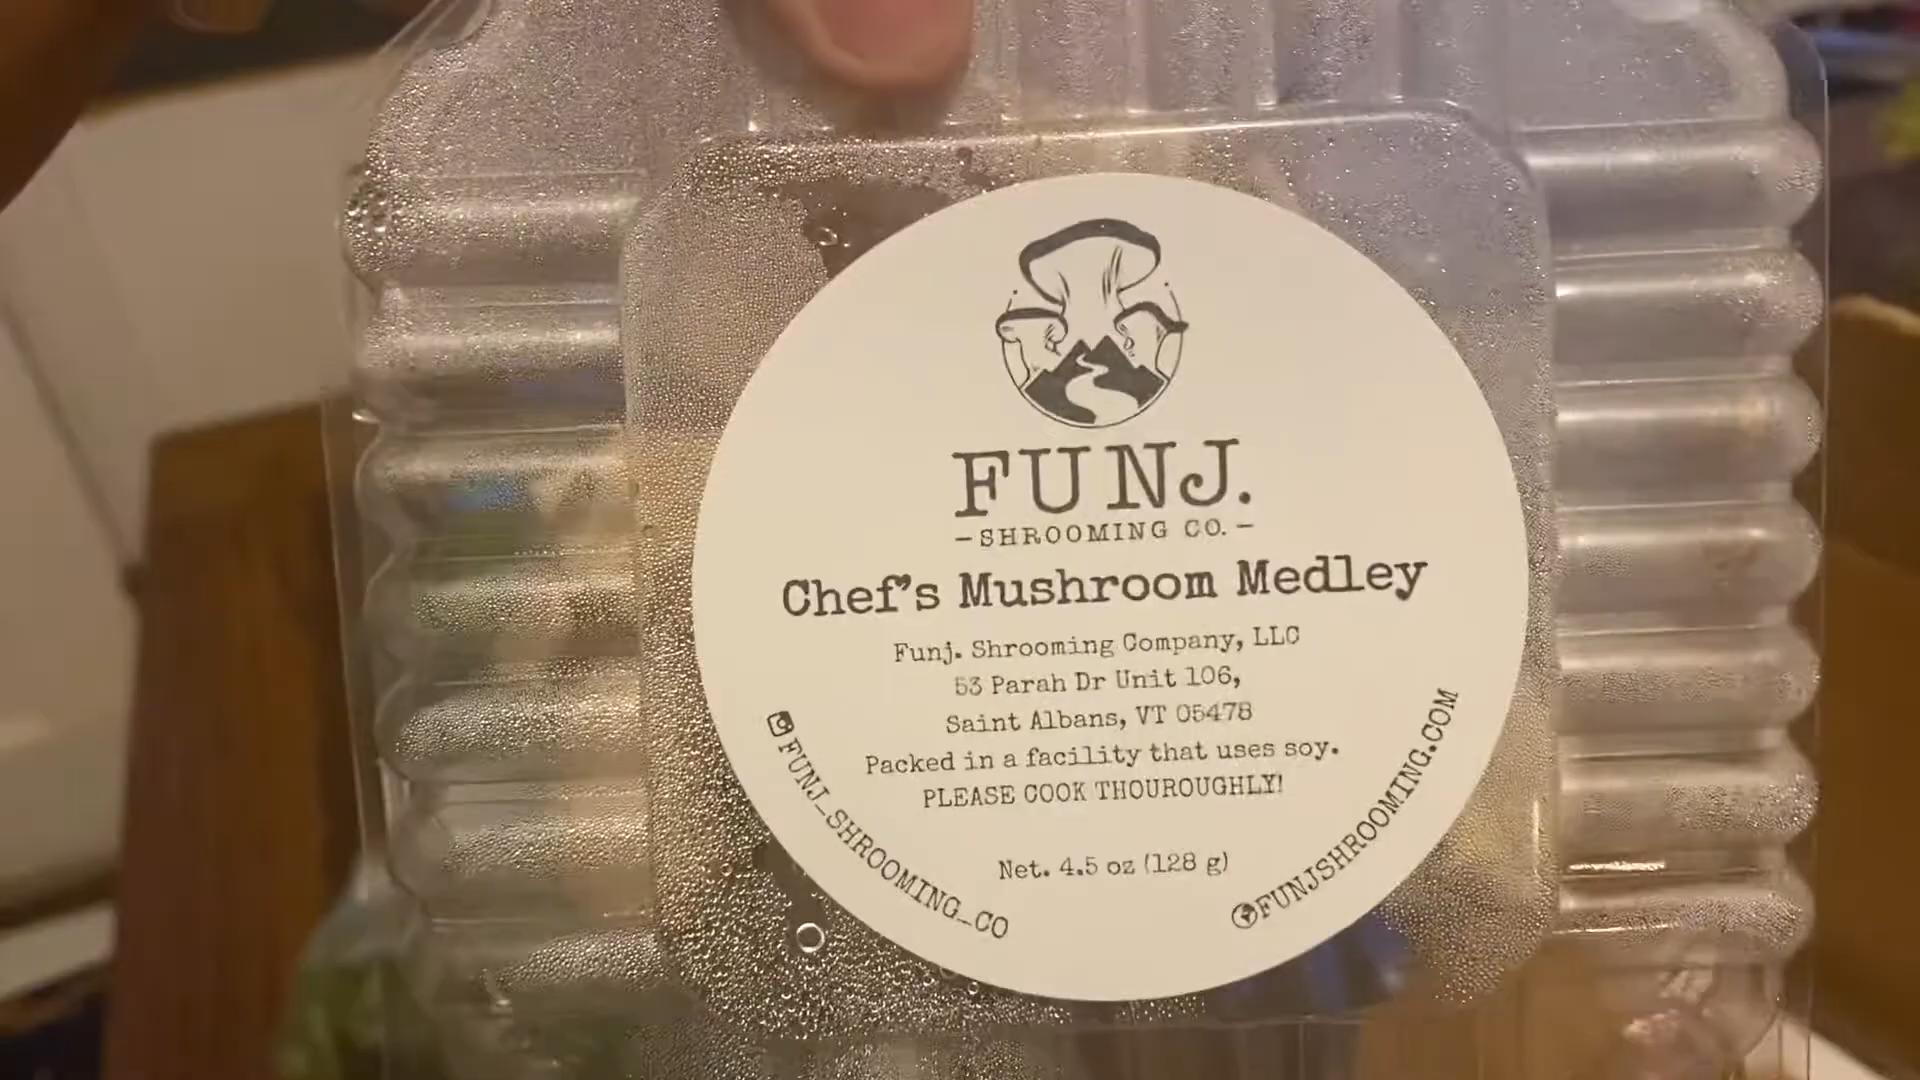 FUNJ.
-SHROOMING CO.-
Chef's Mushroom Medley
Funj. Shrooming Company, LLC
53 Parah Dr Unit 106,
Saint Albans, VT 05478
Packed in a facility that uses soy.
PLEASE COOK THOUROUGHLY!
Net. 4.5 oz (128 g)
FUNJ_SHROOMING_CO
FUNJSHROOMING.COM